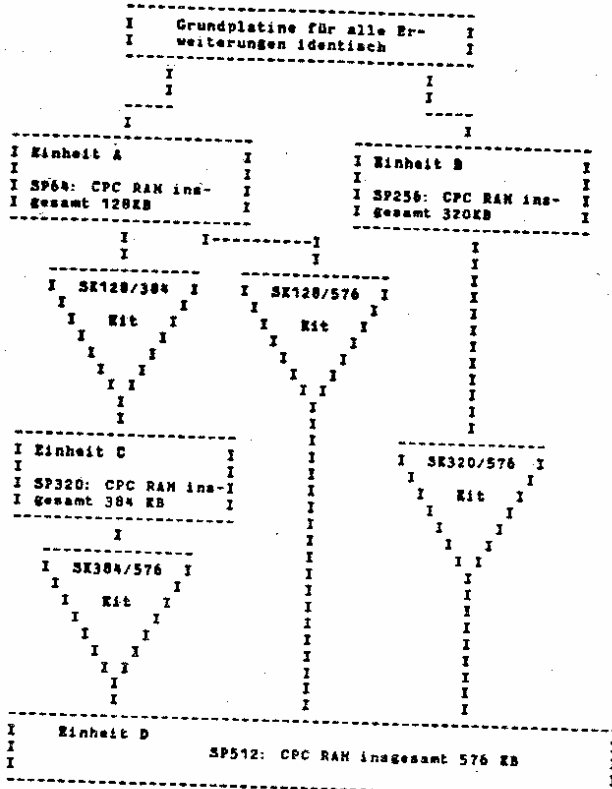 Grundplatine für alle Er-
weiterungen identisch
Einheit A
SP64: CPC RAM ins-
gesamt 128KB
Einheit B
SP256: CPC RAM ins-
gesamt 320KB
SK128/384
Kit
SK128/576
Kit
Einheit C
SP320: CPC RAM ins-
gesamt 384 KB
SK320/576
Kit
SK384/576
Kit
Einheit D
SP512: CPC RAM insgesamt 576 KB